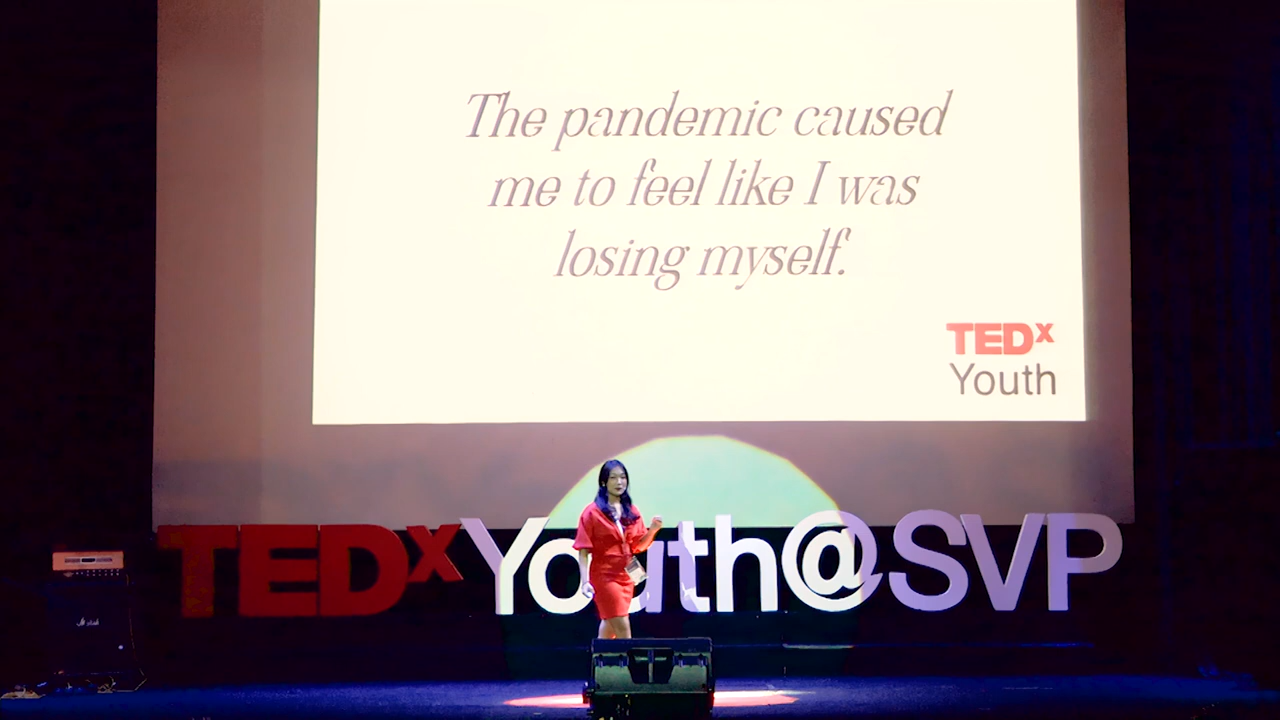 The pandemic caused
me to feel like I was
losing myself.
TEDx
Youth
TEDxYouth@SVP